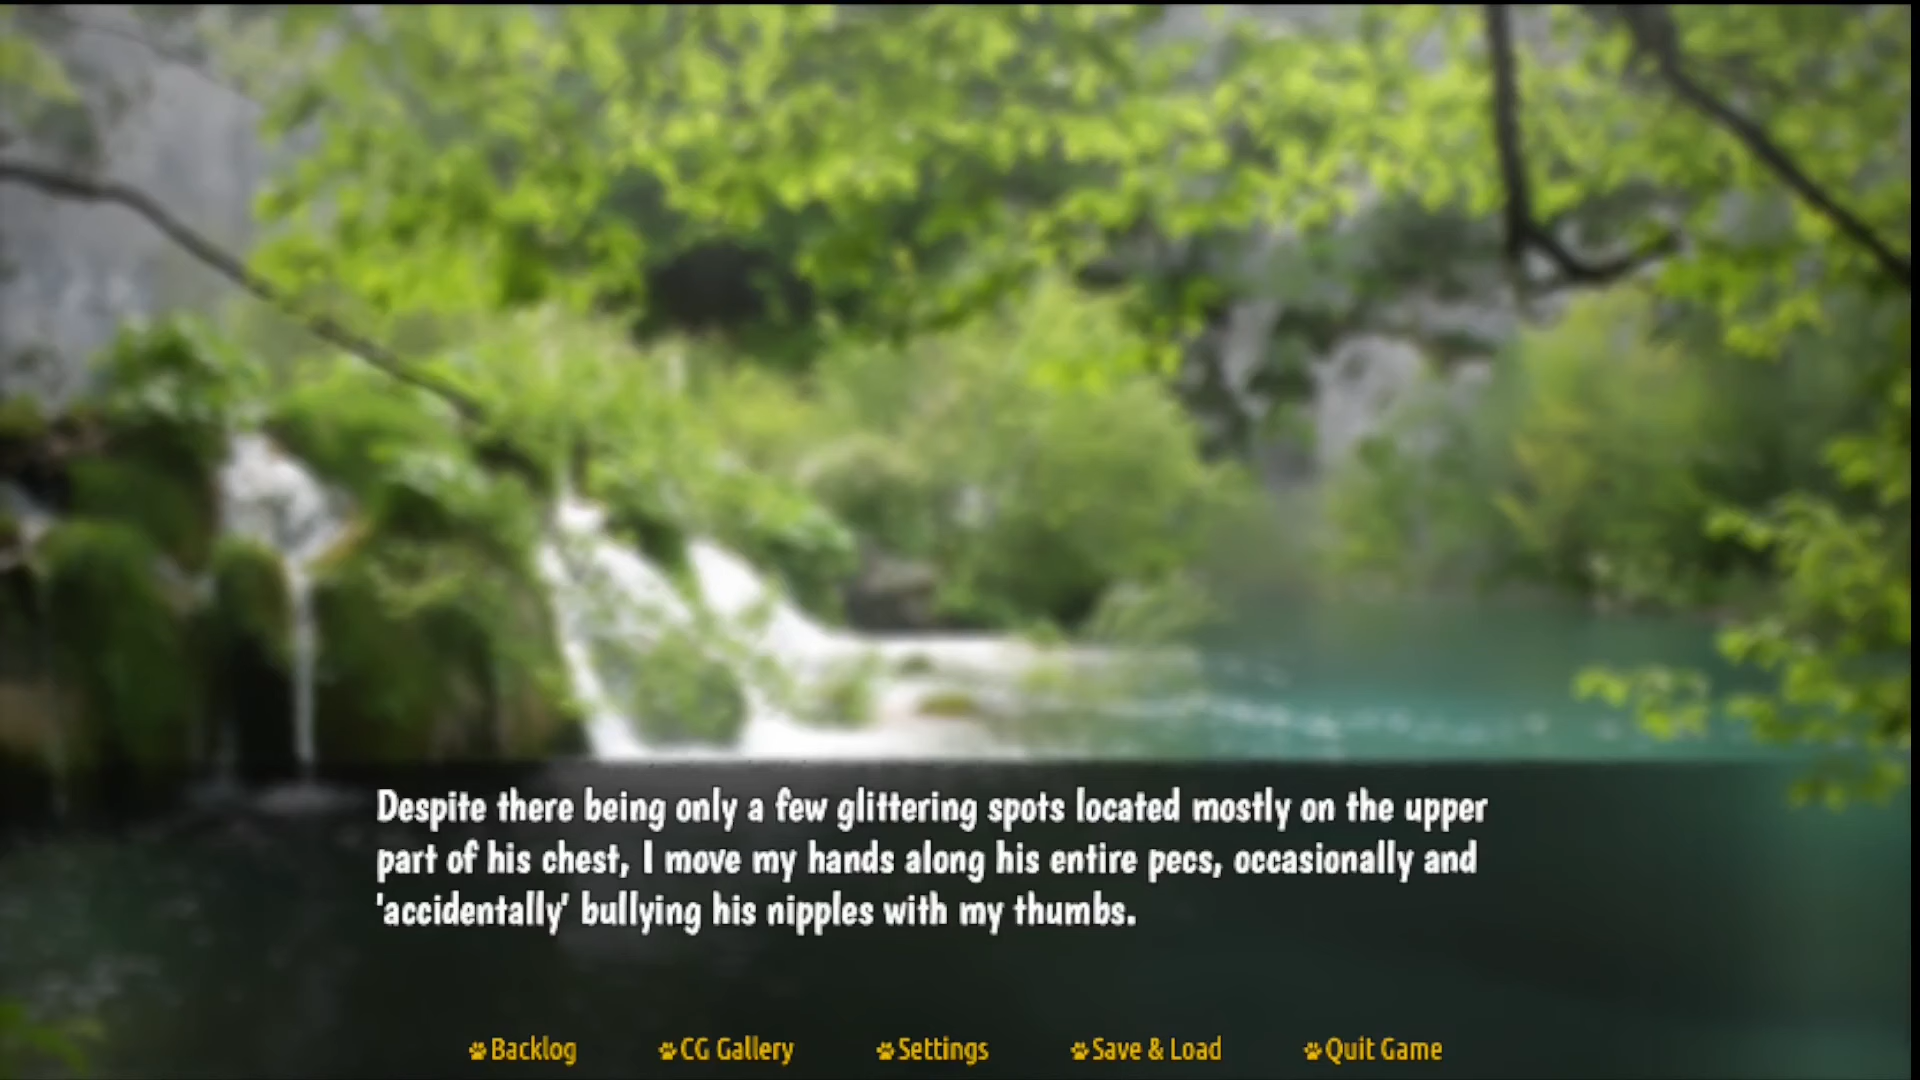 Despite there being only a few glittering spots located mostly on the upper
part of his chest, I move my hands along his entire pecs, occasionally and
'accidentally' bullying his nipples with my thumbs.
Backlog CG Gallery Settings Save & Load Quit Game